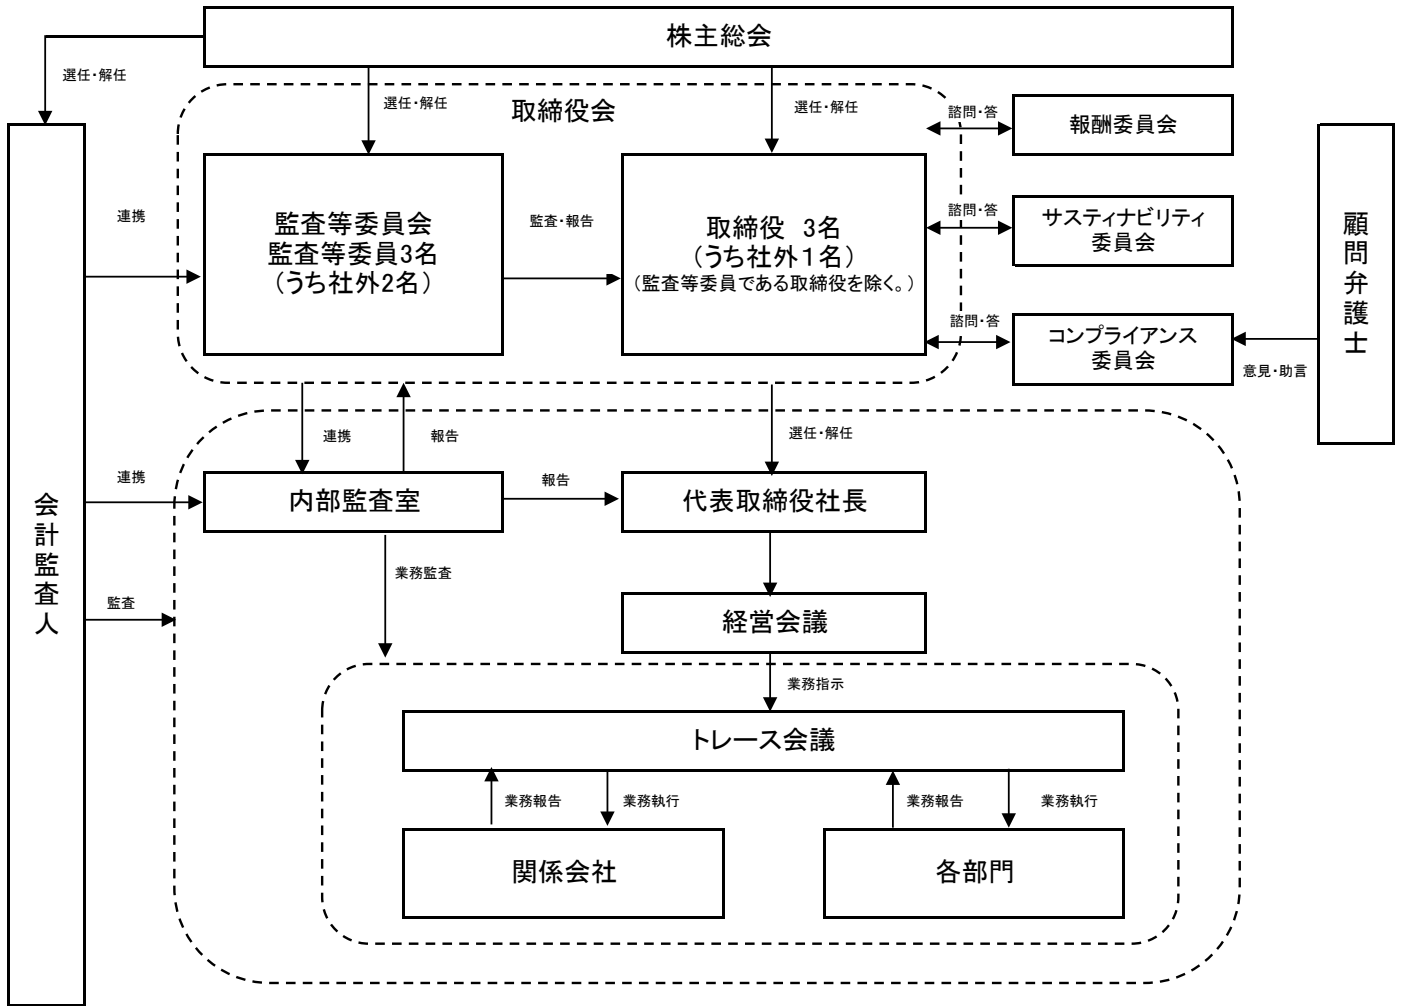 株主総会
選任・解任
選任・解任
選任・解任
取締役会
諮問・答
報酬委員会
連携
監査等委員会
監査等委員3名
（うち社外2名）
監査・報告
取締役 3名
（うち社外１名）
（監査等委員である取締役を除く。）
諮問・答
サスティナビリティ
委員会
諮問・答
コンプライアンス
委員会
意見・助言
顧問弁護士
連携
報告
選任・解任
連携
内部監査室
報告
代表取締役社長
会計監査人
業務監査
監査
経営会議
業務指示
トレース会議
業務報告
業務執行
業務報告
業務執行
関係会社
各部門